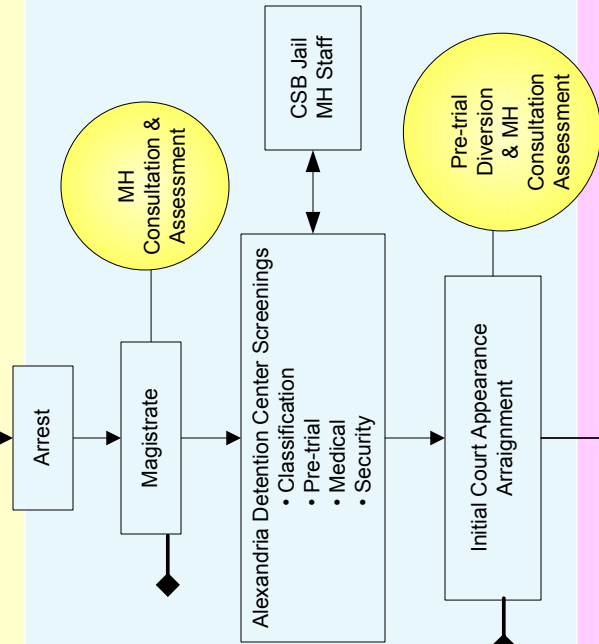 Arrest
Magistrate
MH
Consultation &
Assessment
Alexandria Detention Center Screenings
• Classification
• Pre-trial
• Medical
• Security
CSB Jail
MH Staff
Initial Court Appearance
Arraignment
Pre-trial
Diversion
& MH
Consultation
Assessment